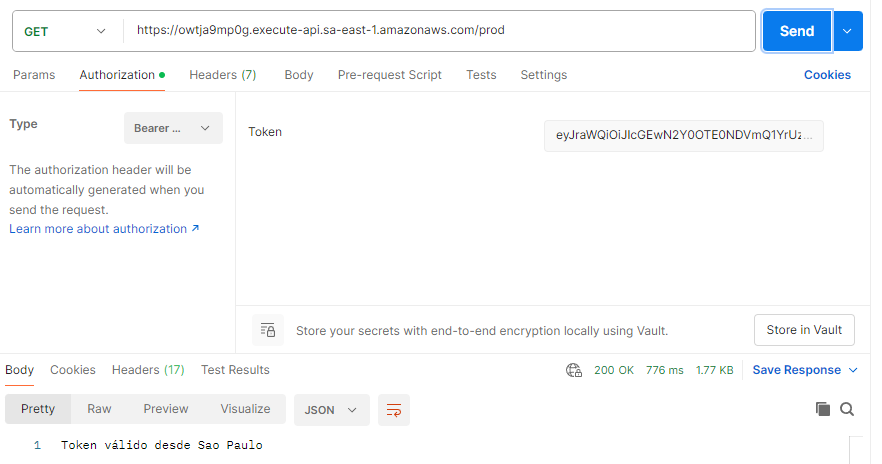 GET https://owtja9mp0g.execute-api.sa-east-1.amazonaws.com/prod Send
Params Authorization Headers (7) Body Pre-request Script Tests Settings Cookies
Type Bearer ...
The authorization header will be
automatically generated when you
send the request.
Learn more about authorization ↗
Token eyJraWQiOiJIcGEwN2Y0OTE0NDVmQ1YrUz...
Store your secrets with end-to-end encryption locally using Vault. Store in Vault
Body Cookies Headers (17) Test Results 200 OK 776 ms 1.77 KB Save Response
Pretty Raw Preview Visualize JSON
1 Token válido desde Sao Paulo